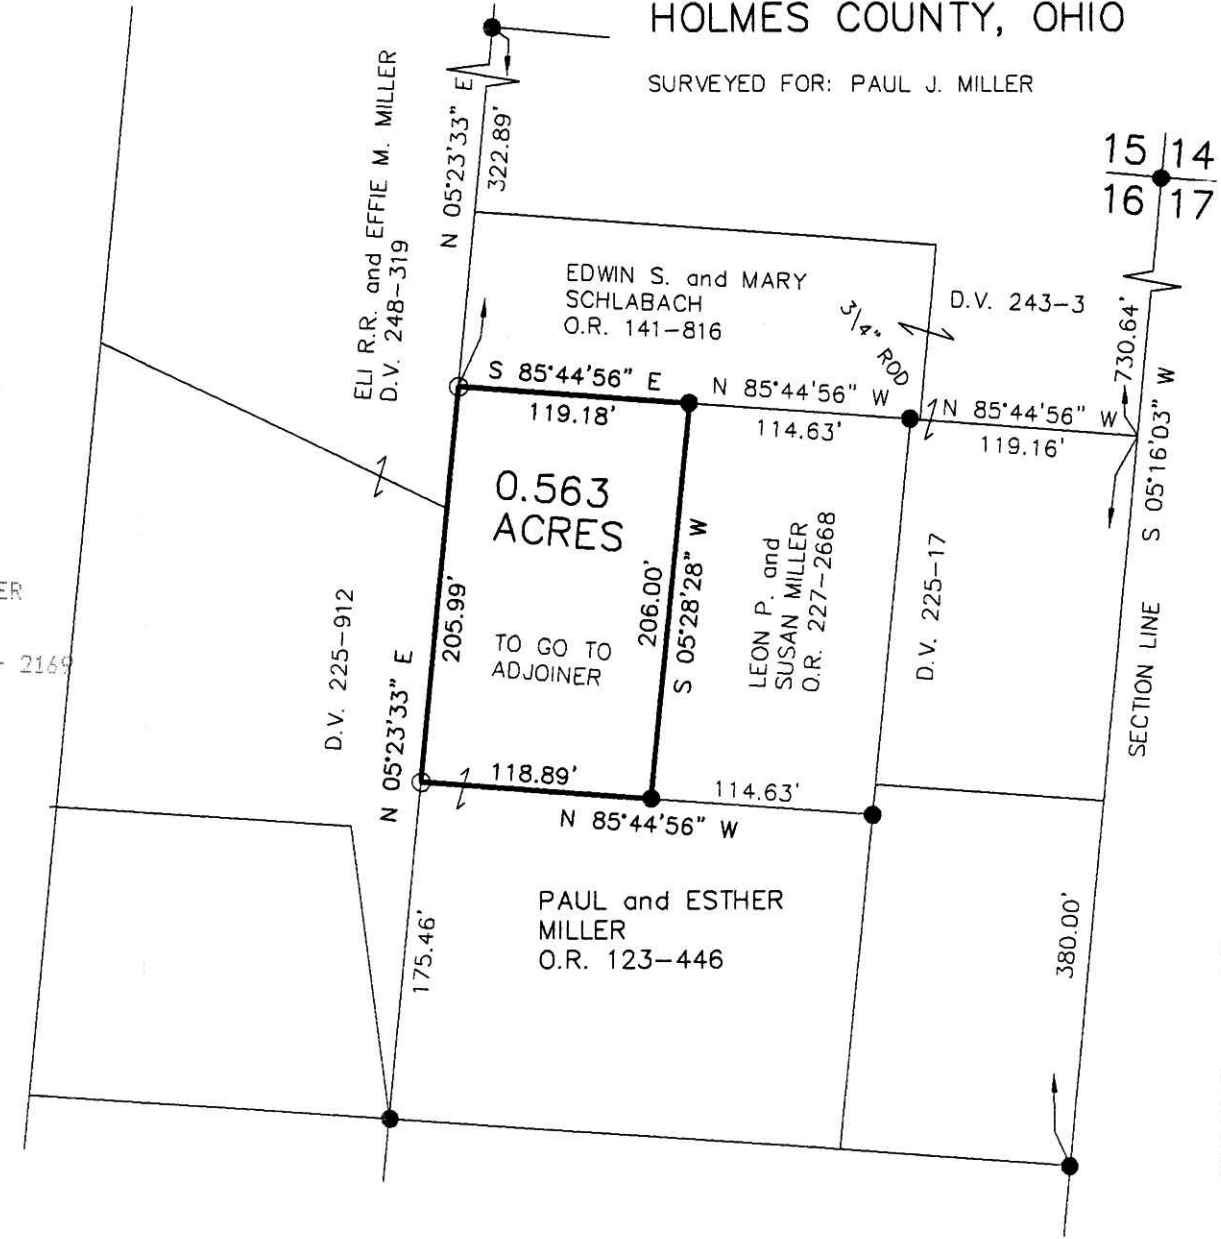 HOLMES COUNTY, OHIO
SURVEYED FOR: PAUL J. MILLER
15 14
16 17
ELI R.R. and EFFIE M. MILLER
D.V. 248-319
N 05°23'33" E
322.89'
EDWIN S. and MARY
SCHLABACH
O.R. 141-816
3/4" ROD
D.V. 243-3
730.64'
S 05°16'03" W
SECTION LINE
S 85°44'56" E
119.18'
N 85°44'56" W
114.63'
N 85°44'56" W
119.16'
0.563
ACRES
205.99'
206.00'
S 05°28'28" W
LEON P. and
SUSAN MILLER
O.R. 227-2668
D.V. 225-17
TO GO TO
ADJOINER
ER
- 2169
D.V. 225-912
N 05°23'33" E
118.89'
N 85°44'56" W
114.63'
PAUL and ESTHER
MILLER
O.R. 123-446
175.46'
380.00'